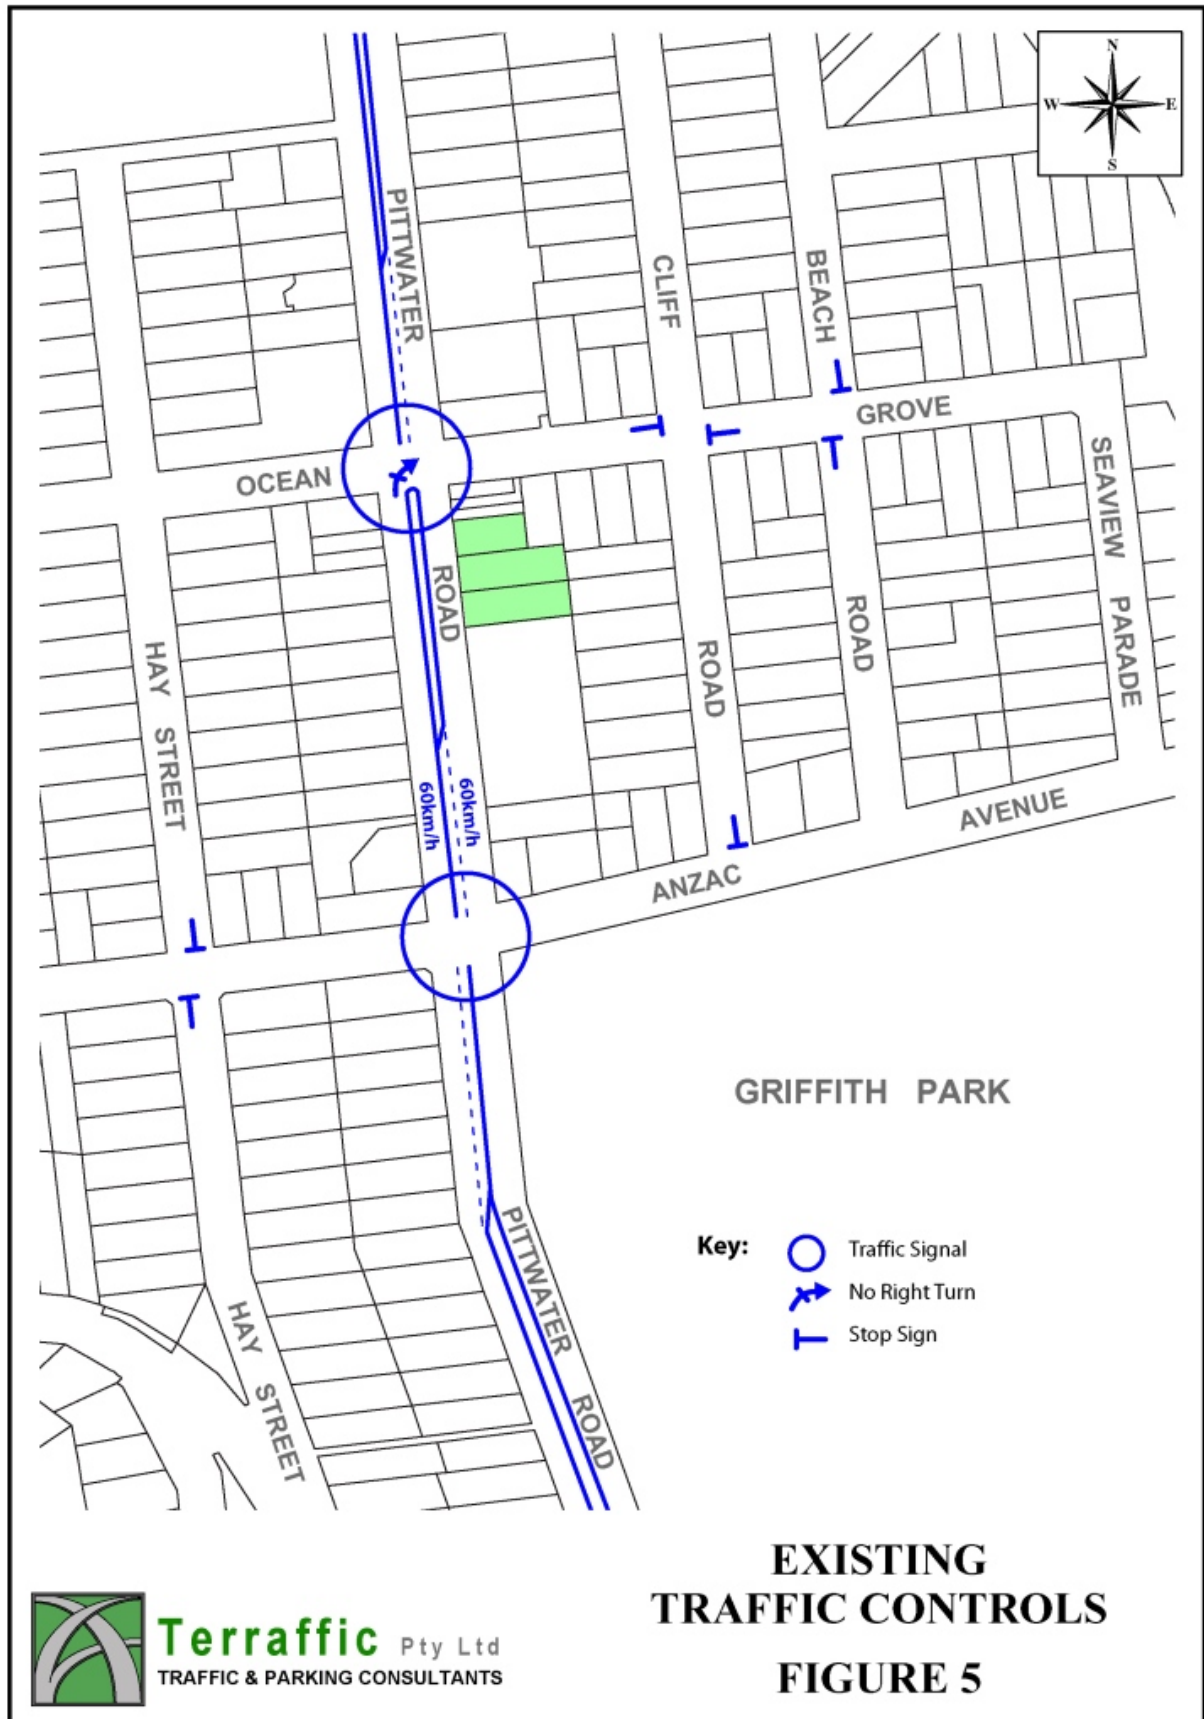 N
W E
S
PITTWATER
CLIFF
BEACH
GROVE
OCEAN
SEAVIEW
ROAD
ROAD
ROAD
PARADE
HAY
STREET
60km/h
60km/h
AVENUE
ANZAC
GRIFFITH PARK
PITTWATER
ROAD
HAY
STREET
Key:
Traffic Signal
No Right Turn
Stop Sign
EXISTING
TRAFFIC CONTROLS
FIGURE 5
Terraffic Pty Ltd
TRAFFIC & PARKING CONSULTANTS